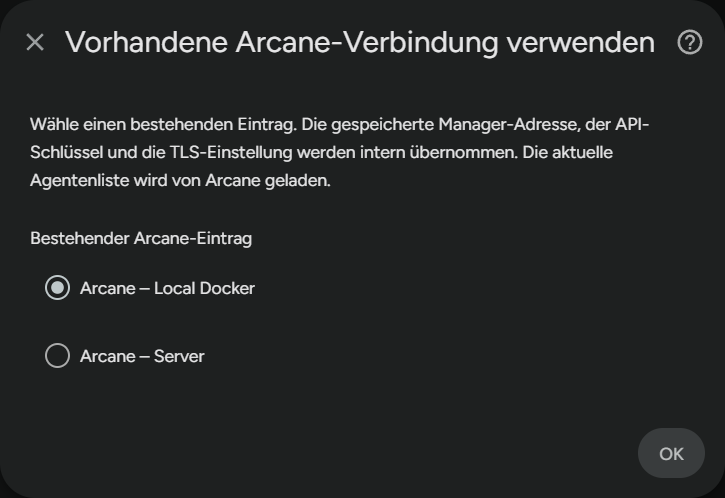 Vorhandene Arcane-Verbindung verwenden
Wähle einen bestehenden Eintrag. Die gespeicherte Manager-Adresse, der API-
Schlüssel und die TLS-Einstellung werden intern übernommen. Die aktuelle
Agentenliste wird von Arcane geladen.
Bestehender Arcane-Eintrag
Arcane – Local Docker
Arcane – Server
OK